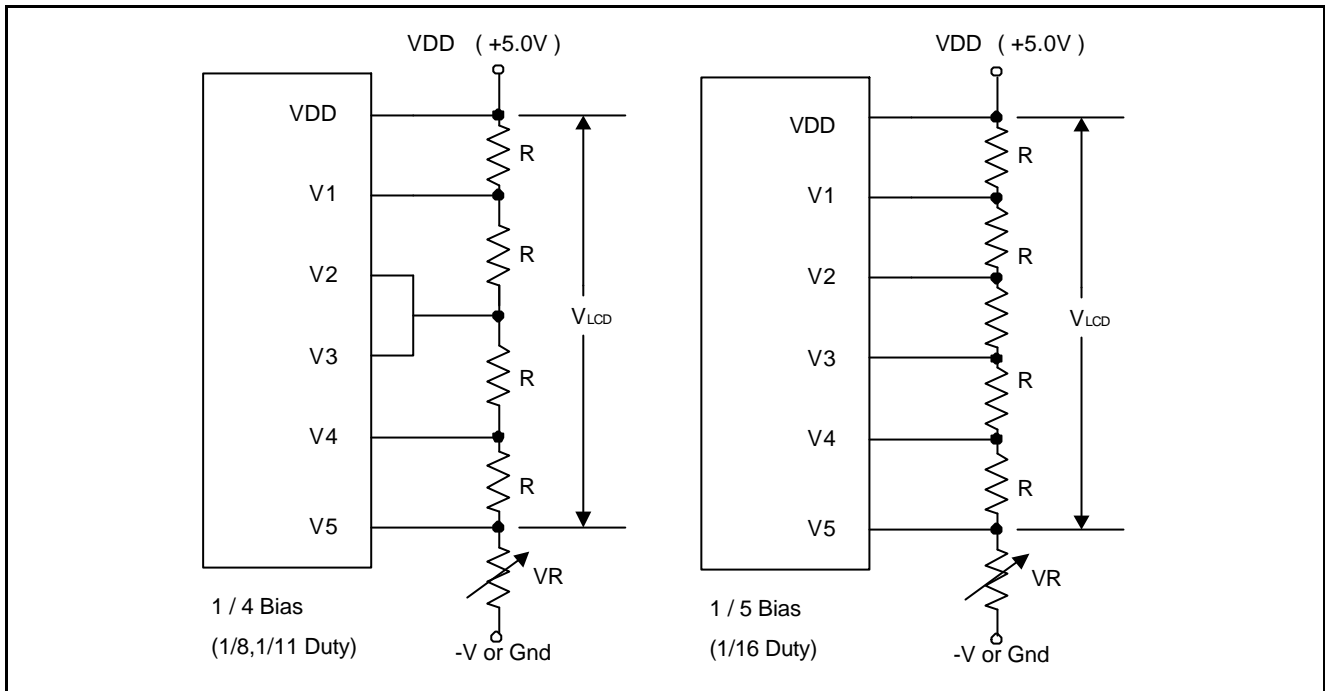 VDD ( +5.0V )
VDD
R
V1
R
V2
VLCD
V3
R
V4
R
V5
VR
1 / 4 Bias
(1/8,1/11 Duty)
-V or Gnd
VDD ( +5.0V )
VDD
R
V1
R
V2
VLCD
V3
R
V4
R
V5
VR
1 / 5 Bias
(1/16 Duty)
-V or Gnd